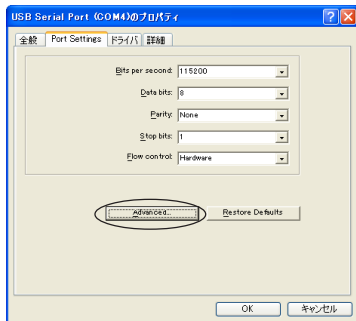 USB Serial Port (COM4)のプロパティ
全般 Port Settings ドライバ 詳細
Bits per second: 115200
Data bits: 8
Parity: None
Stop bits: 1
Flow control: Hardware
Advanced... Restore Defaults
OK キャンセル